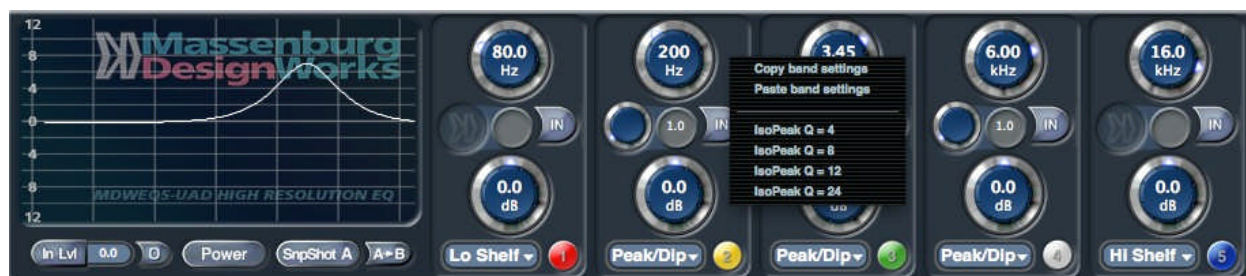 12
8
4
0
4
8
12
Massenburg
DesignWorks
MDWEQ5-UAD HIGH RESOLUTION EQ
In Lvl 0.0 Ø Power SnpShot A A▸B
80.0
Hz
IN
0.0
dB
Lo Shelf 1
200
Hz
1.0 IN
0.0
dB
Peak/Dip 2
3.45
Copy band settings
Paste band settings
IsoPeak Q = 4
IsoPeak Q = 8
IsoPeak Q = 12
IsoPeak Q = 24
dB
Peak/Dip 3
6.00
kHz
1.0 IN
0.0
dB
Peak/Dip 4
16.0
kHz
IN
0.0
dB
Hi Shelf 5